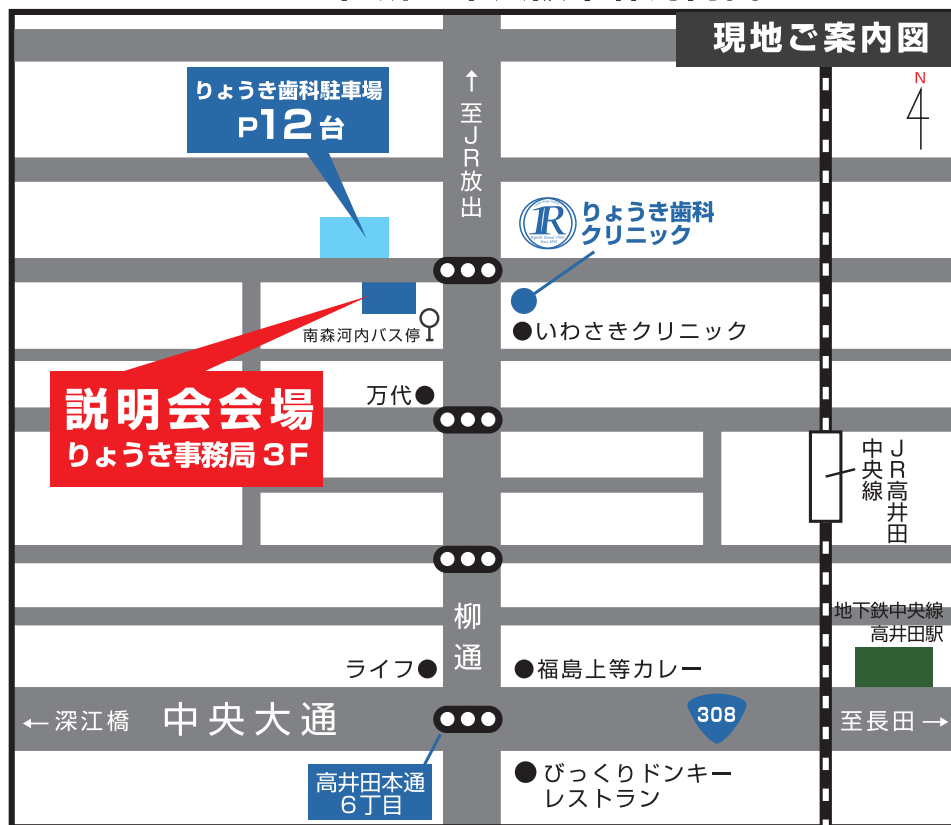 現地ご案内図
N
りょうき歯科駐車場
P12台
↑至JR放出
R
りょうき歯科
クリニック
南森河内バス停
いわさきクリニック
説明会会場
りょうき事務局3F
万代
JR高井田
中央線
柳通
地下鉄中央線
高井田駅
ライフ
福島上等カレー
←深江橋
中央大通
308
至長田→
高井田本通
6丁目
びっくりドンキー
レストラン